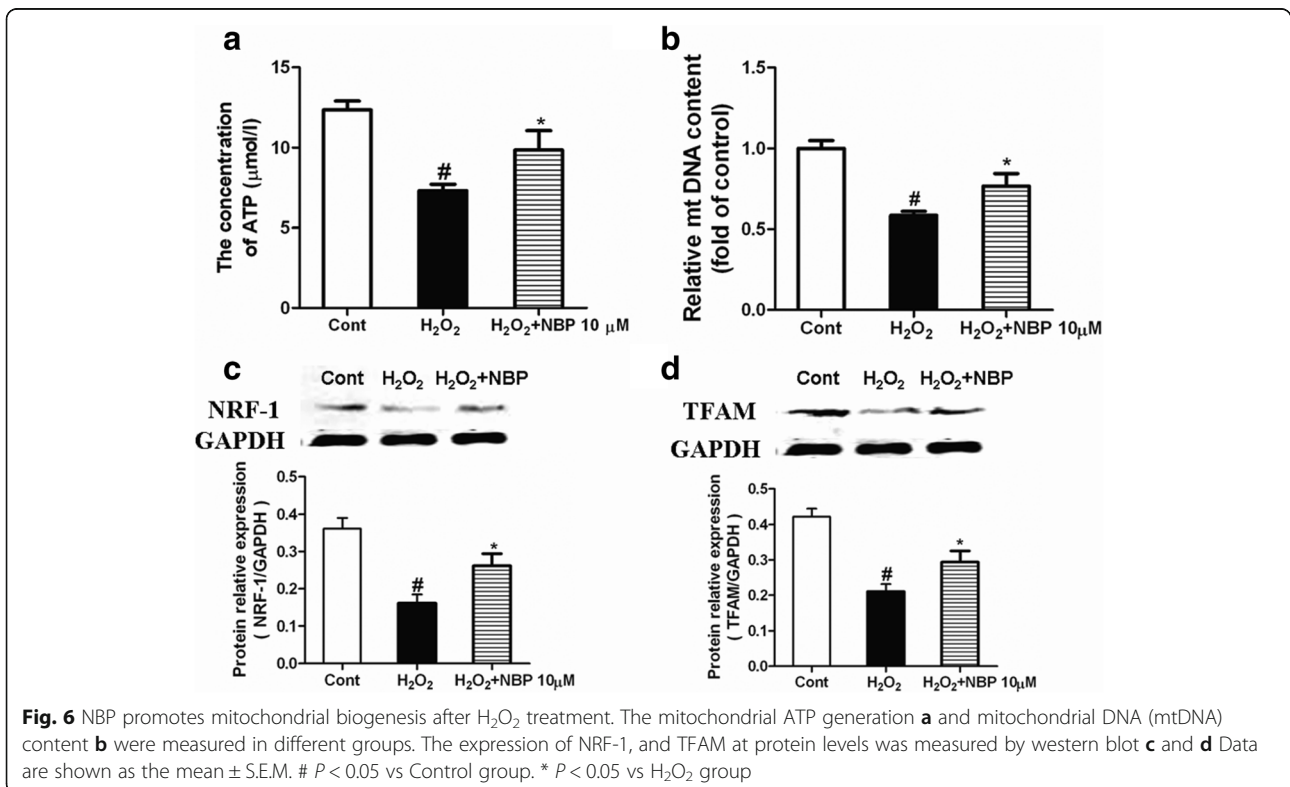 a
The concentration
of ATP (μmol/l)
15
10
5
0
#
*
Cont
H₂O₂
H₂O₂+NBP 10 μM
b
Relative mt DNA content
(fold of control)
1.5
1.0
0.5
0.0
#
*
Cont
H₂O₂
H₂O₂+NBP 10μM
c
Cont H₂O₂ H₂O₂+NBP
NRF-1
GAPDH
Protein relative expression
( NRF-1/GAPDH )
0.5
0.4
0.3
0.2
0.1
0.0
#
*
Cont
H₂O₂
H₂O₂+NBP 10μM
d
Cont H₂O₂ H₂O₂+NBP
TFAM
GAPDH
Protein relative expression
( TFAM/GAPDH )
0.5
0.4
0.3
0.2
0.1
0.0
#
*
Cont
H₂O₂
H₂O₂+NBP 10μM
Fig. 6 NBP promotes mitochondrial biogenesis after H₂O₂ treatment. The mitochondrial ATP generation a and mitochondrial DNA (mtDNA)
content b were measured in different groups. The expression of NRF-1, and TFAM at protein levels was measured by western blot c and d Data
are shown as the mean ± S.E.M. # P < 0.05 vs Control group. * P < 0.05 vs H₂O₂ group